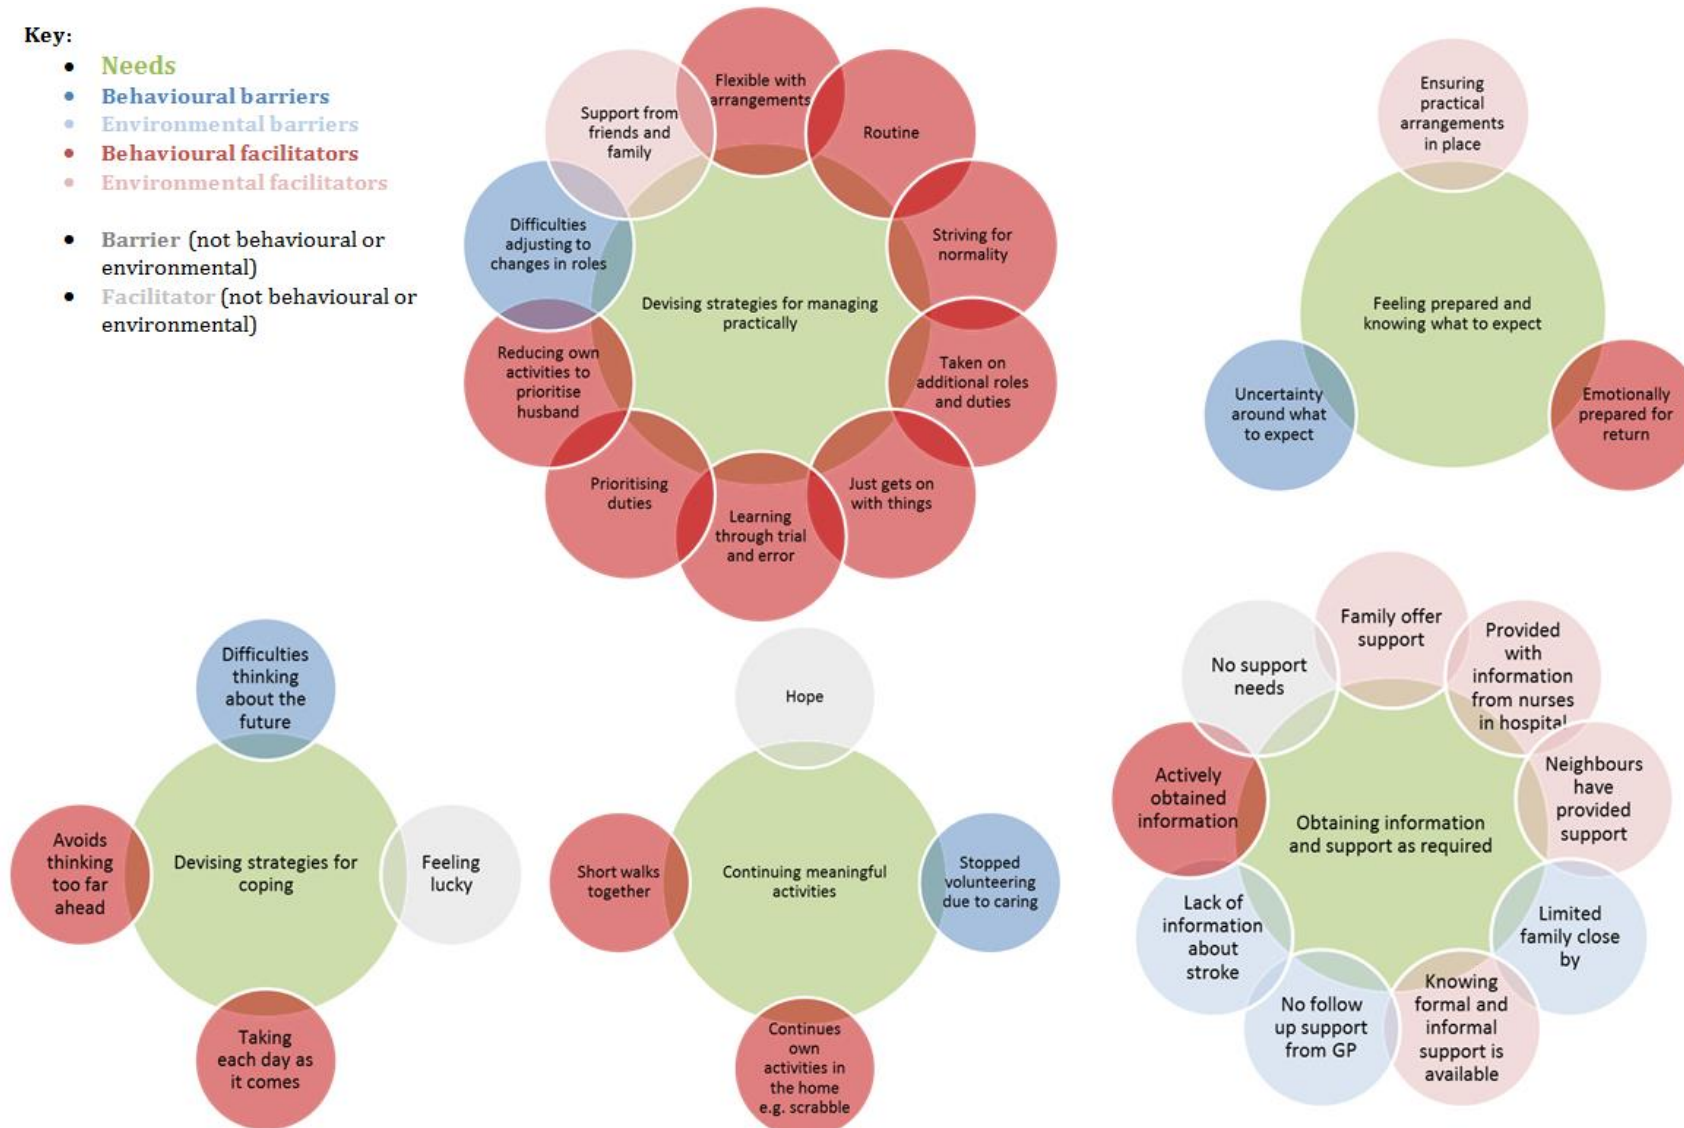 Key:
Needs
Behavioural barriers
Environmental barriers
Behavioural facilitators
Environmental facilitators
Barrier (not behavioural or
environmental)
Facilitator (not behavioural or
environmental)
Flexible with
arrangements
Routine
Striving for
normality
Taken on
additional roles
and duties
Just gets on
with things
Learning
through trial
and error
Prioritising
duties
Reducing own
activities to
prioritise
husband
Difficulties
adjusting to
changes in roles
Support from
friends and
family
Devising strategies for managing
practically
Ensuring
practical
arrangements
in place
Feeling prepared and
knowing what to expect
Uncertainty
around what
to expect
Emotionally
prepared for
return
Difficulties
thinking
about the
future
Avoids
thinking
too far
ahead
Devising strategies for
coping
Feeling
lucky
Taking
each day as
it comes
Hope
Short walks
together
Continuing meaningful
activities
Stopped
volunteering
due to caring
Continues
own
activities in
the home
e.g. scrabble
Family offer
support
Provided
with
information
from nurses
in hospital
Neighbours
have
provided
support
Limited
family close
by
Knowing
formal and
informal
support is
available
No follow
up support
from GP
Lack of
information
about
stroke
Actively
obtained
information
No support
needs
Obtaining information
and support as required